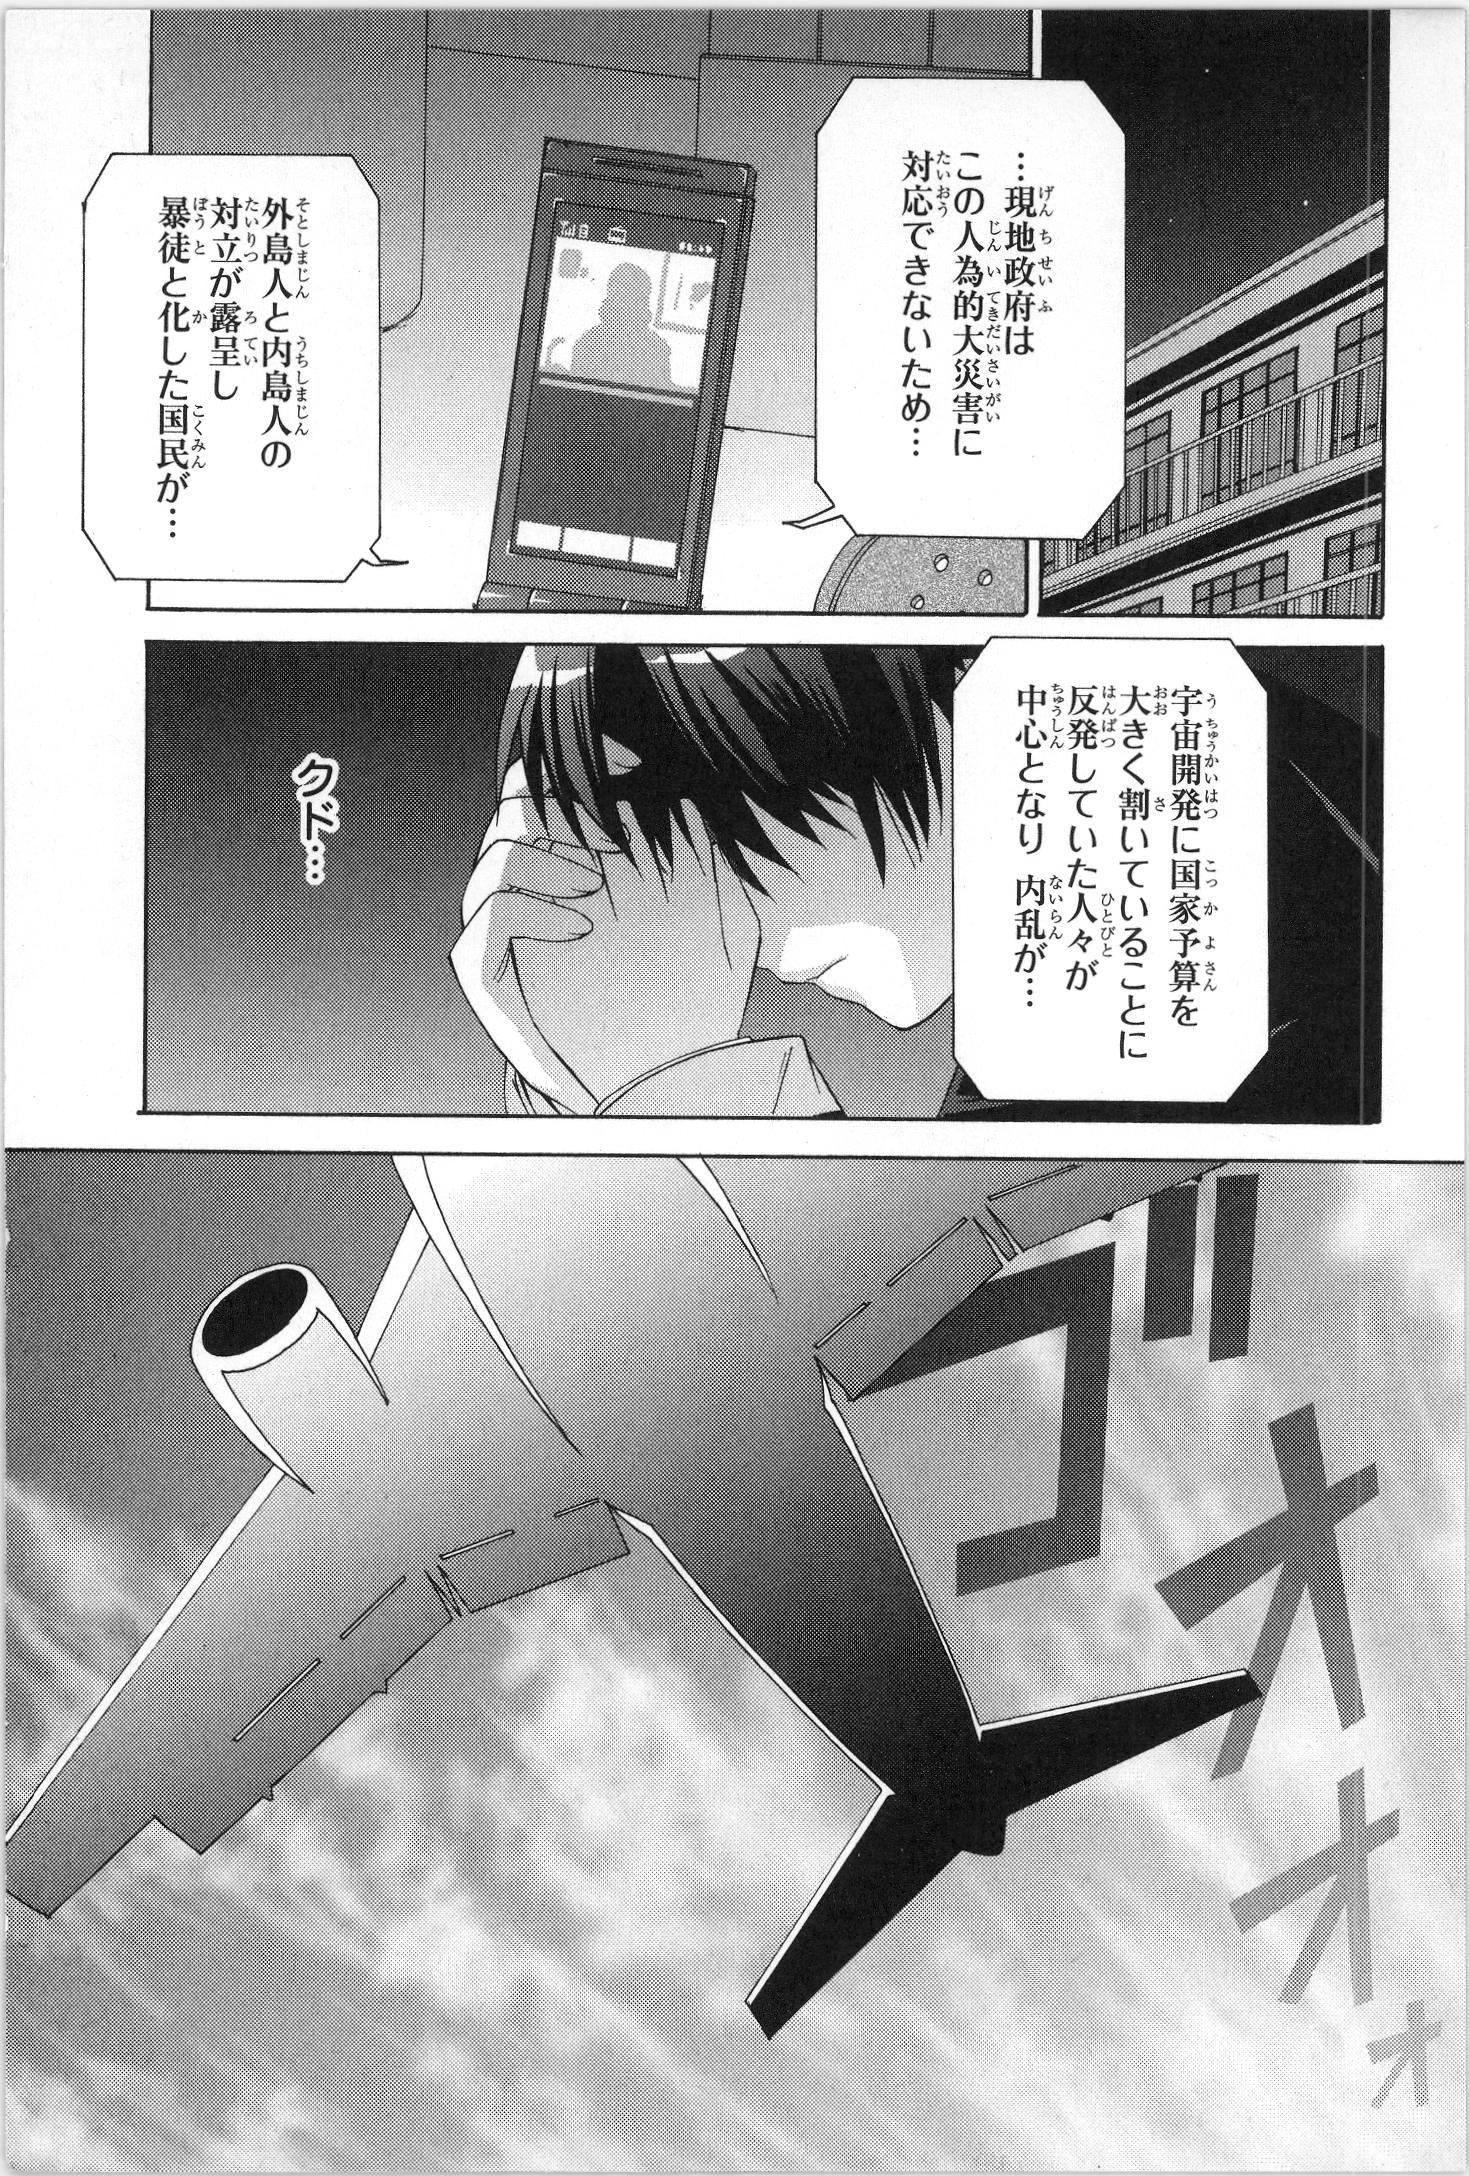 …現地政府は
この人為的大災害に
対応できないため…
外島人と内島人の
対立が露呈し
暴徒と化した国民が…
宇宙開発に国家予算を
大きく割いていることに
反発していた人々が
中心となり 内乱が…
クド…
ゴオオオ